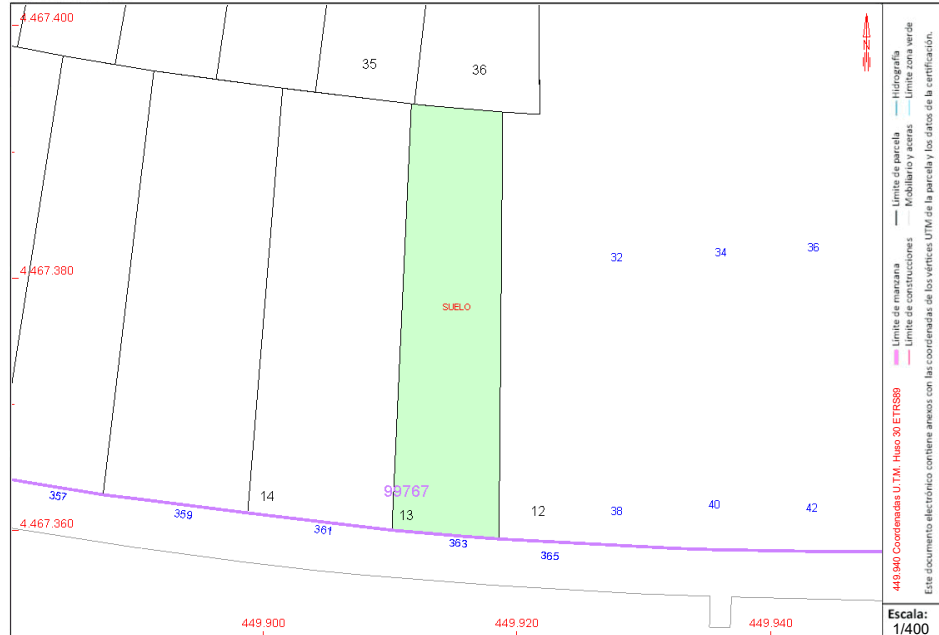 4.467.400
35
36
N
32
34
36
4.467.380
SUELO
357
359
14
99767
361
13
363
12
365
38
40
42
4.467.360
449.900
449.920
449.940
449.940 Coordenadas U.T.M. Huso 30 ETRS89
Límite de manzana
Límite de parcela
Hidrografía
Límite de construcciones
Mobiliario y aceras
Límite zona verde
Este documento electrónico contiene anexos con las coordenadas de los vértices UTM de la parcela y los datos de la certificación.
Escala:
1/400